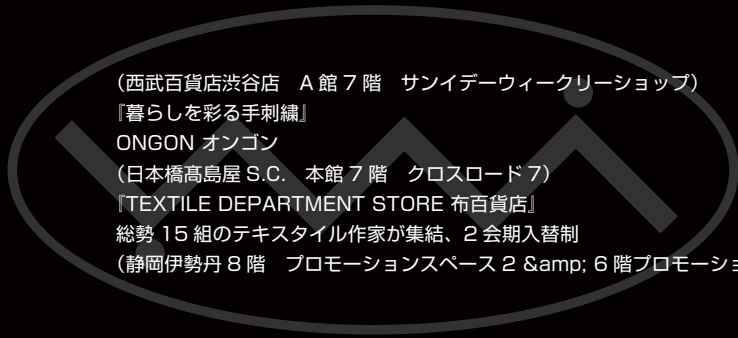 （西武百貨店渋谷店　A館7階　サンイデーウィークリーショップ）
『暮らしを彩る手刺繍』
ONGON オンゴン
（日本橋髙島屋 S.C.　本館7階　クロスロード7）
『TEXTILE DEPARTMENT STORE 布百貨店』
総勢 15 組のテキスタイル作家が集結、2会期入替制
（静岡伊勢丹8階　プロモーションスペース2 &amp; 6階プロモーショ